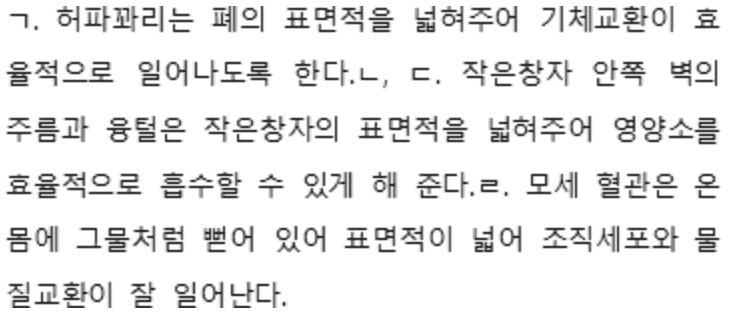 ㄱ. 허파꽈리는 폐의 표면적을 넓혀주어 기체교환이 효
율적으로 일어나도록 한다.ㄴ, ㄷ. 작은창자 안쪽 벽의
주름과 융털은 작은창자의 표면적을 넓혀주어 영양소를
효율적으로 흡수할 수 있게 해 준다.ㄹ. 모세 혈관은 온
몸에 그물처럼 뻗어 있어 표면적이 넓어 조직세포와 물
질교환이 잘 일어난다.